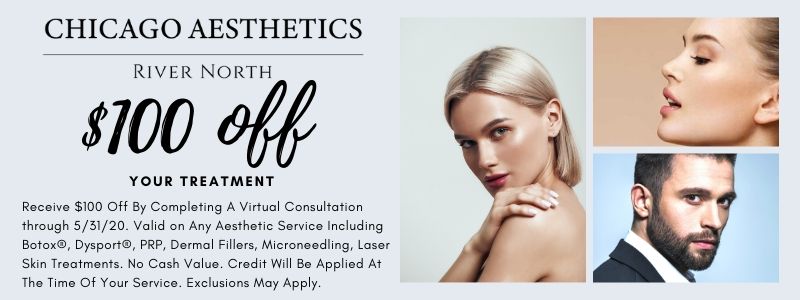 CHICAGO AESTHETICS
RIVER NORTH
$100 off
YOUR TREATMENT
Receive $100 Off By Completing A Virtual Consultation
through 5/31/20. Valid on Any Aesthetic Service Including
Botox®, Dysport®, PRP, Dermal Fillers, Microneedling, Laser
Skin Treatments. No Cash Value. Credit Will Be Applied At
The Time Of Your Service. Exclusions May Apply.